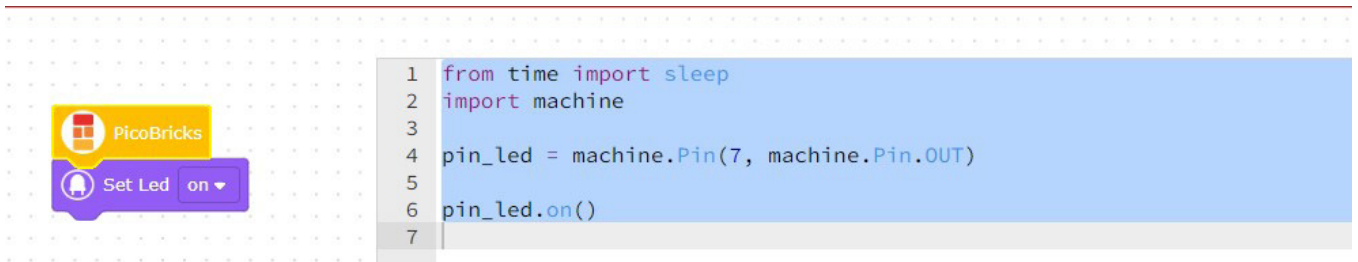 PicoBricks
Set Led on
1 from time import sleep
2 import machine
3
4 pin_led = machine.Pin(7, machine.Pin.OUT)
5
6 pin_led.on()
7